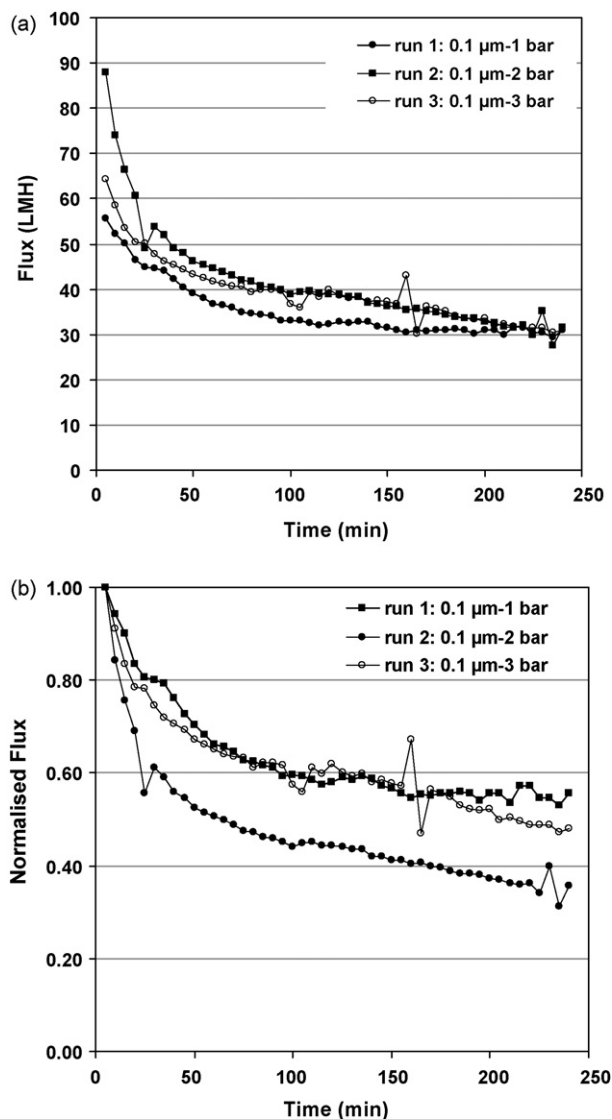 (a)
100
90
80
70
60
50
40
30
20
10
0
Flux (LMH)
run 1: 0.1 µm-1 bar
run 2: 0.1 µm-2 bar
run 3: 0.1 µm-3 bar
0 50 100 150 200 250
Time (min)
(b)
1.00
0.80
0.60
0.40
0.20
0.00
Normalised Flux
run 1: 0.1 µm-1 bar
run 2: 0.1 µm-2 bar
run 3: 0.1 µm-3 bar
0 50 100 150 200 250
Time (min)